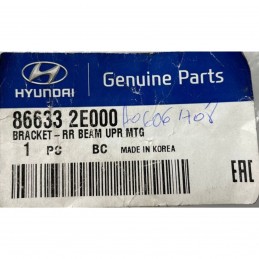 Genuine Parts
HYUNDAI
86633 2E000
BRACKET-RR BEAM UPR MTG
1 PC BC MADE IN KOREA
EAC